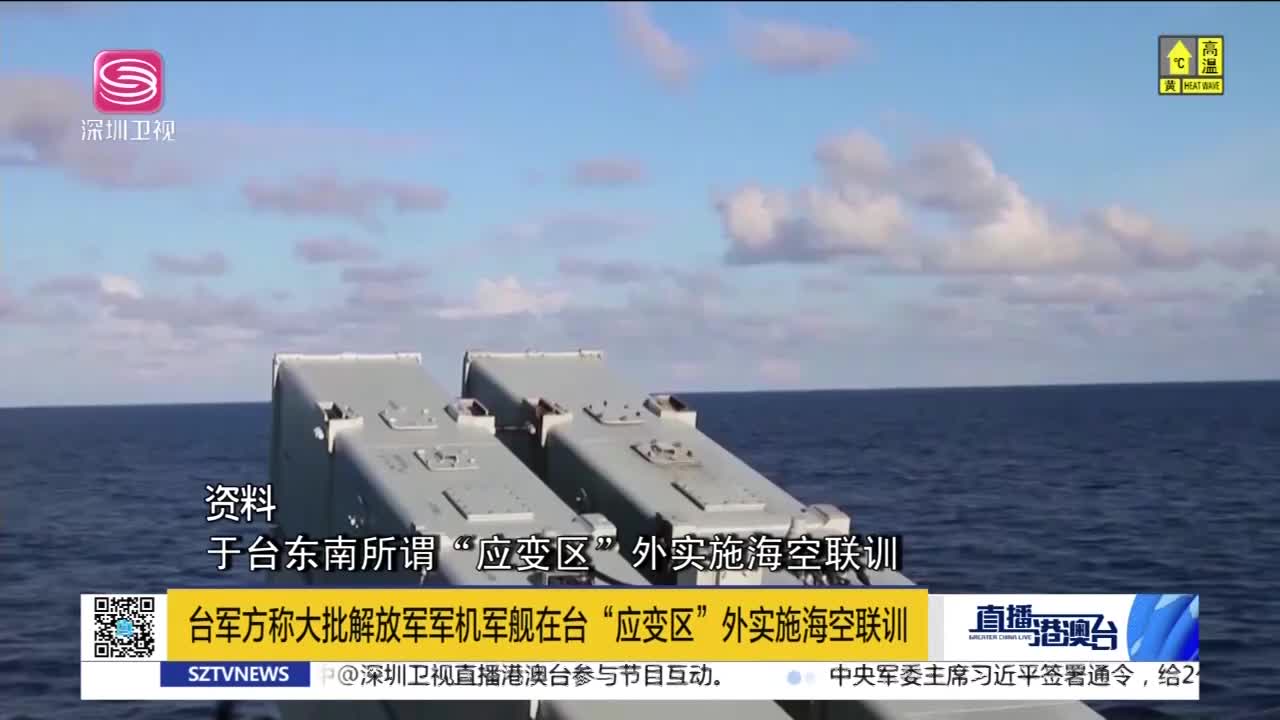 深圳卫视
℃
高温
黄 HEAT WAVE
资料
于台东南所谓“应变区”外实施海空联训
台军方称大批解放军军机军舰在台“应变区”外实施海空联训
直播港澳台
GREATER CHINA LIVE
SZTVNEWS
@深圳卫视直播港澳台参与节目互动。 中央军委主席习近平签署通令，给2